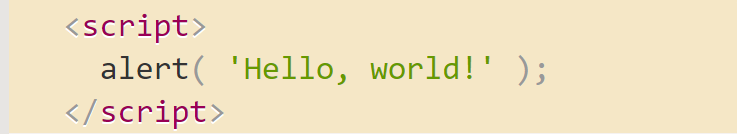 <script>
  alert( 'Hello, world!' );
</script>